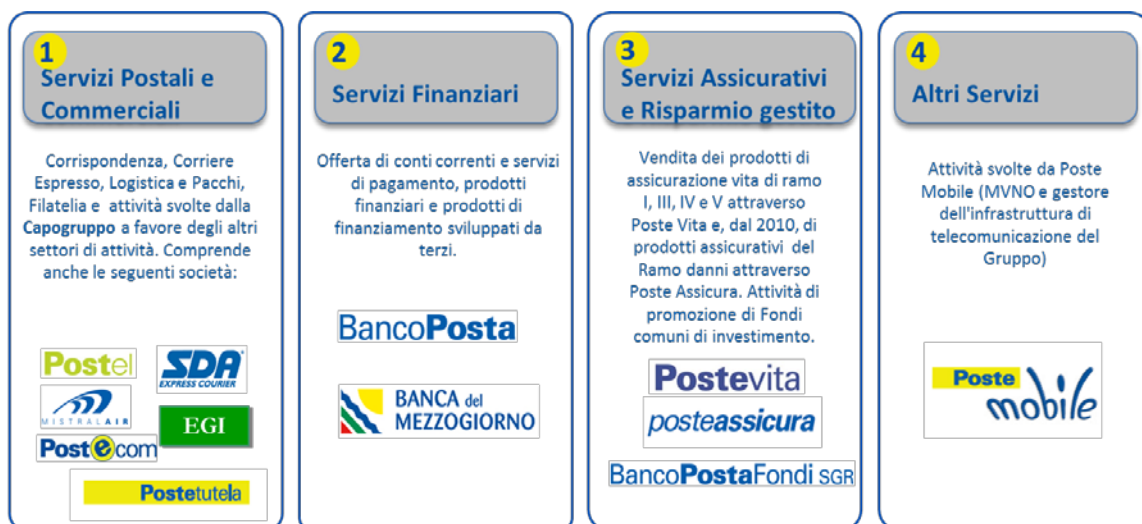 1
Servizi Postali e
Commerciali
Corrispondenza, Corriere
Espresso, Logistica e Pacchi,
Filatelia e attività svolte dalla
Capogruppo a favore degli altri
settori di attività. Comprende
anche le seguenti società:
Postel
SDA
EXPRESS COURIER
MISTRALAIR
EGI
Postecom
Postetutela
2
Servizi Finanziari
Offerta di conti correnti e servizi
di pagamento, prodotti
finanziari e prodotti di
finanziamento sviluppati da
terzi.
BancoPosta
BANCA del
MEZZOGIORNO
3
Servizi Assicurativi
e Risparmio gestito
Vendita dei prodotti di
assicurazione vita di ramo
I, III, IV e V attraverso
Poste Vita e, dal 2010, di
prodotti assicurativi del
Ramo danni attraverso
Poste Assicura. Attività di
promozione di Fondi
comuni di investimento.
Postevita
posteassicura
BancoPostaFondi SGR
4
Altri Servizi
Attività svolte da Poste
Mobile (MVNO e gestore
dell'infrastruttura di
telecomunicazione del
Gruppo)
Poste
mobile